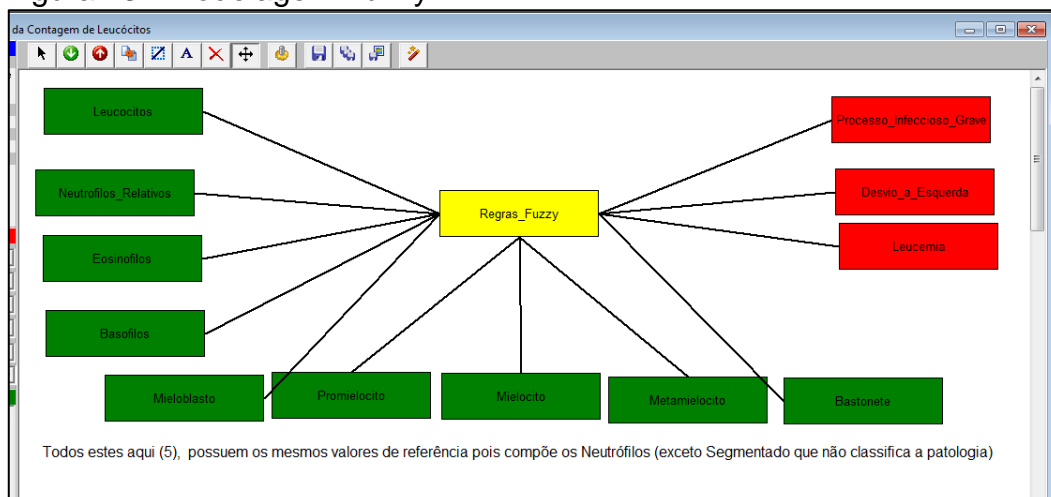 da Contagem de Leucócitos
Leucocitos
Processo_Infeccioso_Grave
Neutrofilos_Relativos
Desvio_a_Esquerda
Regras_Fuzzy
Eosinofilos
Leucemia
Basofilos
Mieloblasto
Promielocito
Mielocito
Metamielocito
Bastonete
Todos estes aqui (5), possuem os mesmos valores de referência pois compõe os Neutrófilos (exceto Segmentado que não classifica a patologia)